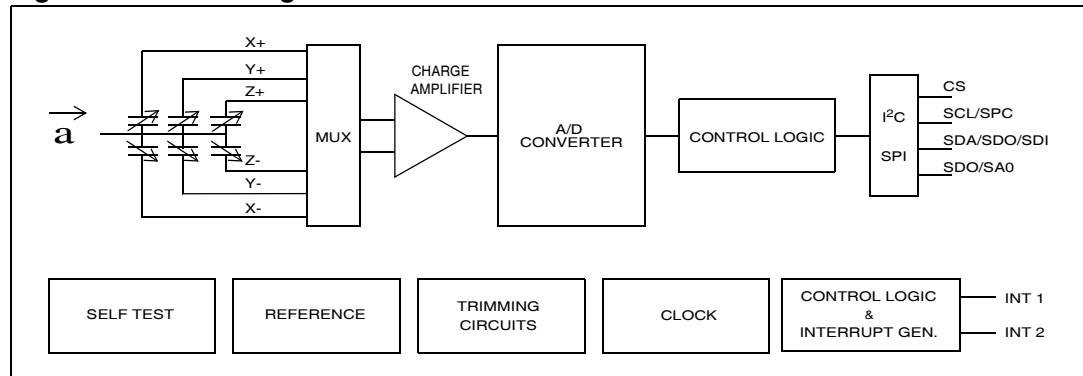 X+
Y+
Z+
a
Z-
Y-
X-
MUX
CHARGE
AMPLIFIER
A/D
CONVERTER
CONTROL LOGIC
I²C
SPI
CS
SCL/SPC
SDA/SDO/SDI
SDO/SA0
SELF TEST
REFERENCE
TRIMMING
CIRCUITS
CLOCK
CONTROL LOGIC
&
INTERRUPT GEN.
INT 1
INT 2